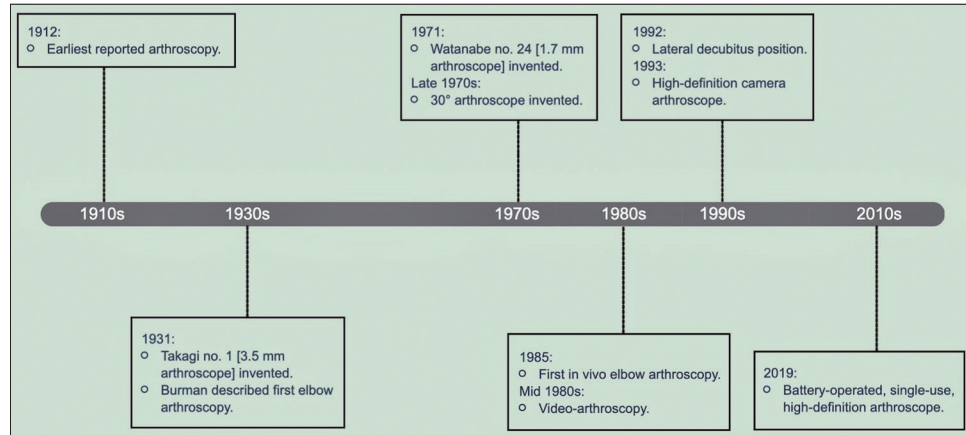 1912:
Earliest reported arthroscopy.
1971:
Watanabe no. 24 [1.7 mm
arthroscope] invented.
Late 1970s:
30° arthroscope invented.
1992:
Lateral decubitus position.
1993:
High-definition camera
arthroscope.
1910s
1930s
1970s
1980s
1990s
2010s
1931:
Takagi no. 1 [3.5 mm
arthroscope] invented.
Burman described first elbow
arthroscopy.
1985:
First in vivo elbow arthroscopy.
Mid 1980s:
Video-arthroscopy.
2019:
Battery-operated, single-use,
high-definition arthroscope.